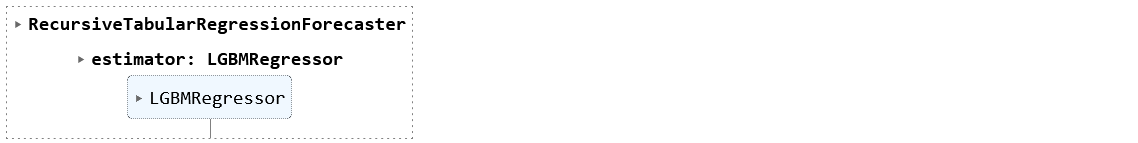 RecursiveTabularRegressionForecaster
estimator: LGBMRegressor
LGBMRegressor